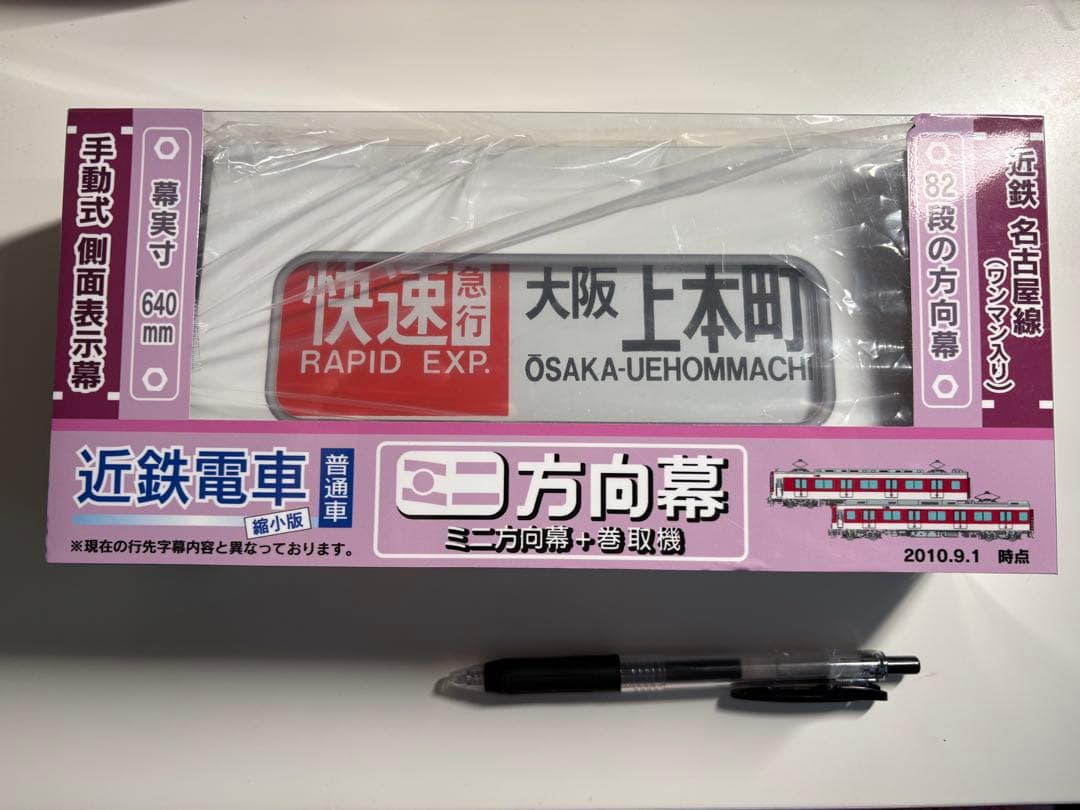 手動式 側面表示幕
幕実寸 640mm
快速急行
RAPID EXP.
大阪上本町
ŌSAKA-UEHOMMACHI
82段の方向幕
近鉄 名古屋線
(ワンマン入り)
近鉄電車 普通車
縮小版
※現在の行先字幕内容と異なっております。
ミニ方向幕
ミニ方向幕+巻取機
2010.9.1 時点